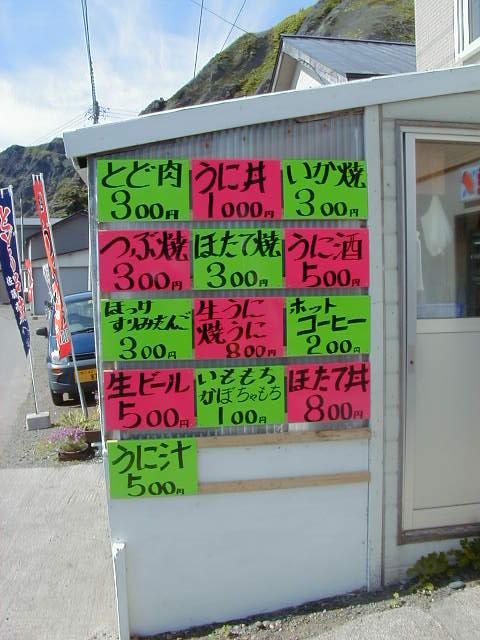 とど肉
300円
うに丼
1000円
いか焼
300円
つぶ焼
300円
ほたて焼
300円
うに酒
500円
ほっけ
すりみだんご
300円
生うに
焼うに
800円
ホット
コーヒー
200円
生ビール
500円
いももち
かぼちゃもち
100円
ほたて丼
800円
うに汁
500円